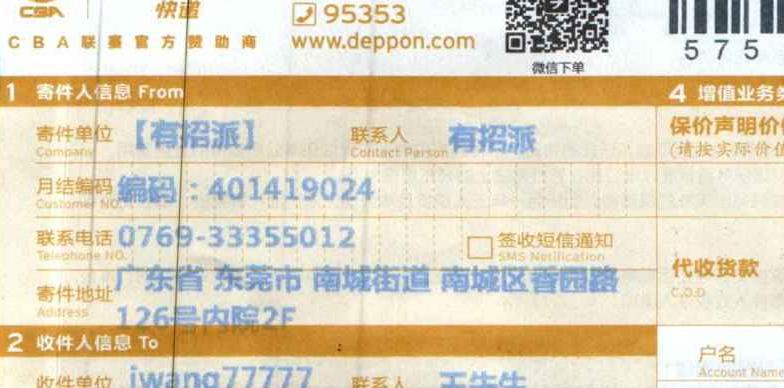 CBA 快递
CBA联赛官方赞助商
95353
www.deppon.com
微信下单
575
1 寄件人信息 From
4 增值业务
寄件单位 【有招派】 联系人 有招派
Company Contact Person
保价声明价
(请按实际价值
月结编码 编码：401419024
Customer NO.
联系电话 0769-33355012 签收短信通知
Telephone NO. SMS Notification
代收货款
C.O.D
寄件地址 广东省 东莞市 南城街道 南城区香园路
Address 126号内院2F
2 收件人信息 To
户名
Account Name
收件单位 iwang77777 联系人 王先生